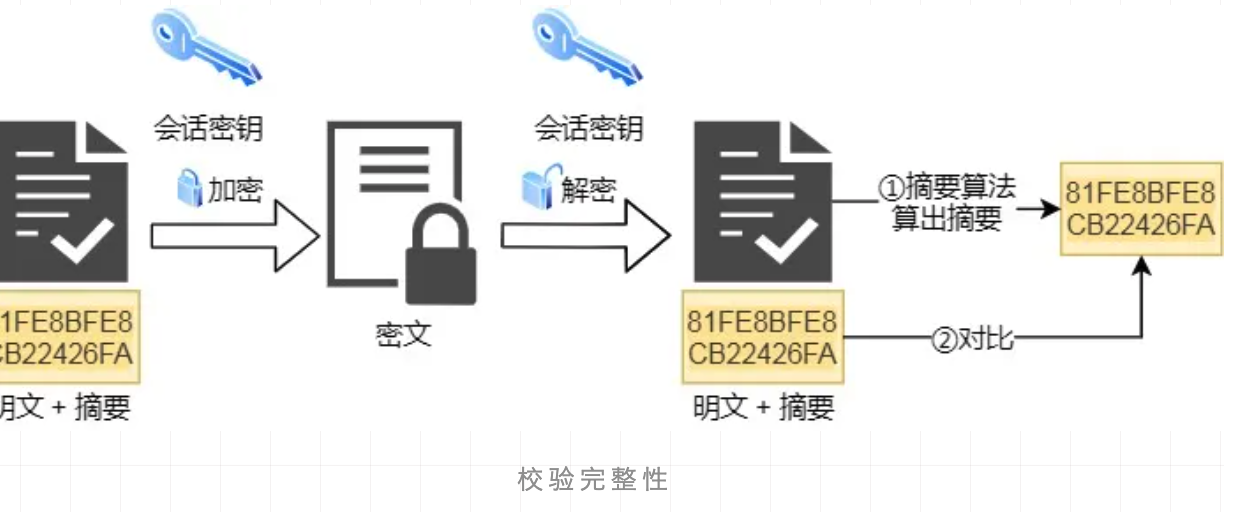 会话密钥
会话密钥
加密
解密
①摘要算法
算出摘要
81FE8BFE8
CB22426FA
1FE8BFE8
CB22426FA
明文 + 摘要
密文
81FE8BFE8
CB22426FA
明文 + 摘要
②对比
校验完整性